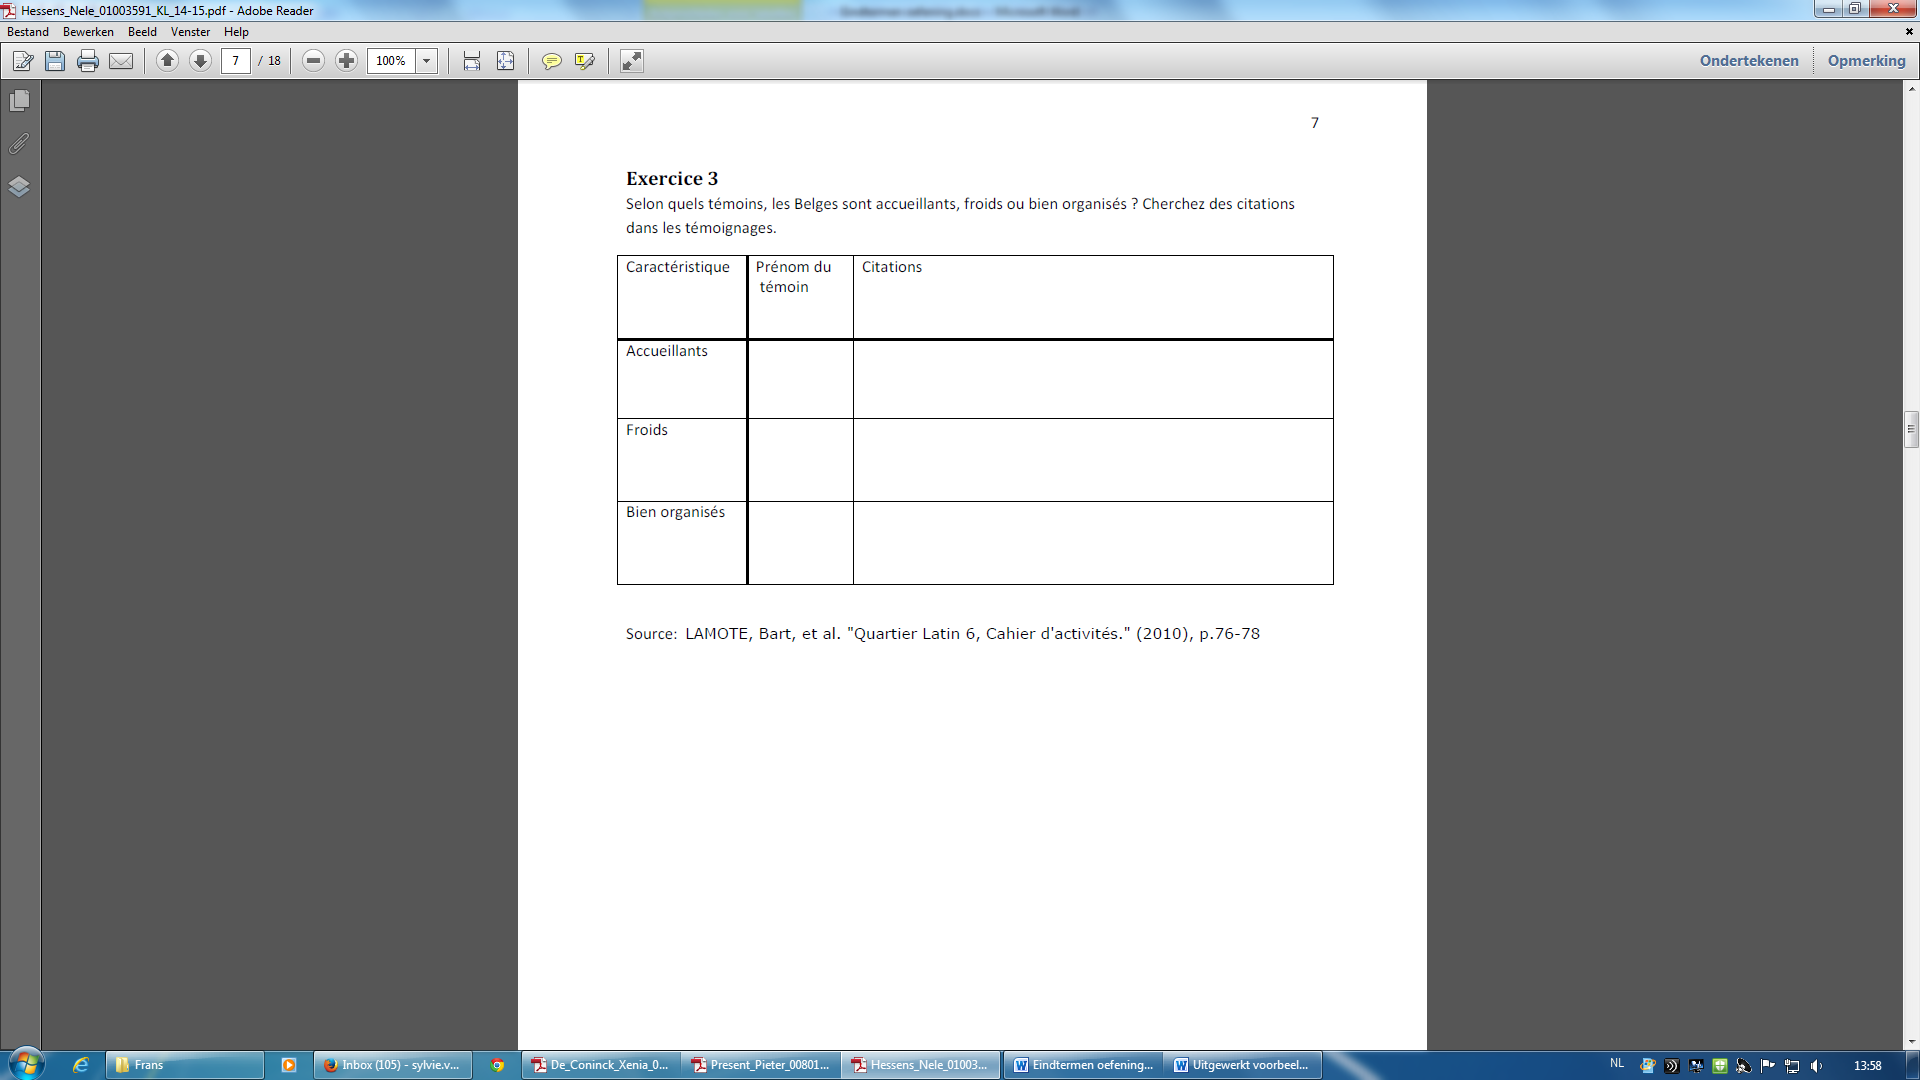 Hessens_Nele_01003591_KL_14-15.pdf - Adobe Reader
Bestand Bewerken Beeld Venster Help
7 / 18 100% Ondertekenen Opmerking
7
Exercice 3
Selon quels témoins, les Belges sont accueillants, froids ou bien organisés ? Cherchez des citations
dans les témoignages.
Caractéristique Prénom du Citations
témoin
Accueillants
Froids
Bien organisés
Source: LAMOTE, Bart, et al. "Quartier Latin 6, Cahier d'activités." (2010), p.76-78
Frans Inbox (105) - sylvie.v... De_Coninck_Xenia_0... Present_Pieter_00801... Hessens_Nele_01003... Eindtermen oefening... Uitgewerkt voorbeel... NL 13:58